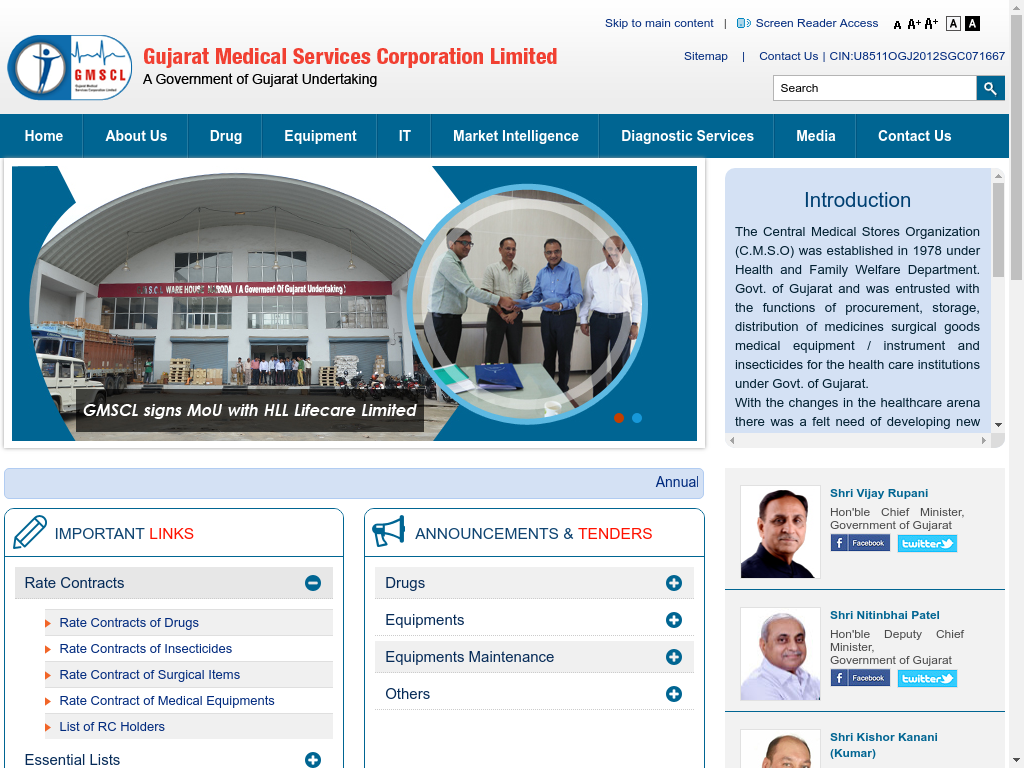 Skip to main content | Screen Reader Access A A+ A+ A A
Gujarat Medical Services Corporation Limited
A Government of Gujarat Undertaking
GMSCL
Gujarat Medical
Services Corporation Limited
Sitemap | Contact Us | CIN:U8511OGJ2012SGC071667
Search
Home About Us Drug Equipment IT Market Intelligence Diagnostic Services Media Contact Us
WARE HOUSE NARODA ( A Goverment Of Gujarat Undertaking )
GMSCL signs MoU with HLL Lifecare Limited
Introduction
The Central Medical Stores Organization
(C.M.S.O) was established in 1978 under
Health and Family Welfare Department.
Govt. of Gujarat and was entrusted with
the functions of procurement, storage,
distribution of medicines surgical goods
medical equipment / instrument and
insecticides for the health care institutions
under Govt. of Gujarat.
With the changes in the healthcare arena
there was a felt need of developing new
Annual
IMPORTANT LINKS
Rate Contracts
Rate Contracts of Drugs
Rate Contracts of Insecticides
Rate Contract of Surgical Items
Rate Contract of Medical Equipments
List of RC Holders
Essential Lists
ANNOUNCEMENTS & TENDERS
Drugs
Equipments
Equipments Maintenance
Others
Shri Vijay Rupani
Hon'ble Chief Minister,
Government of Gujarat
f Facebook twitter
Shri Nitinbhai Patel
Hon'ble Deputy Chief
Minister,
Government of Gujarat
f Facebook twitter
Shri Kishor Kanani
(Kumar)